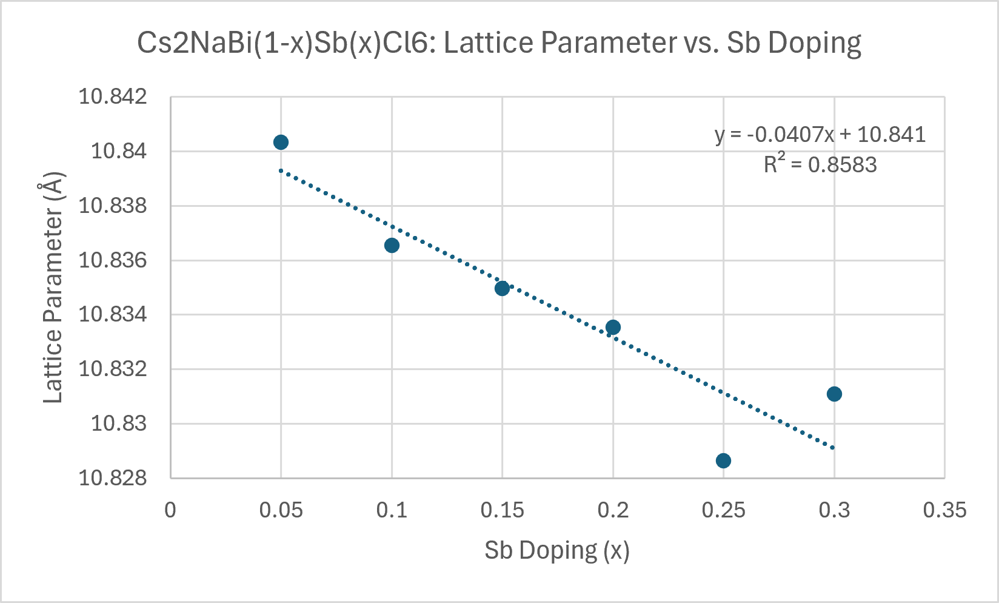 Cs2NaBi(1-x)Sb(x)Cl6: Lattice Parameter vs. Sb Doping
10.842
y = -0.0407x + 10.841
R² = 0.8583
10.84
10.838
10.836
10.834
10.832
10.83
10.828
Lattice Parameter (Å)
0 0.05 0.1 0.15 0.2 0.25 0.3 0.35
Sb Doping (x)